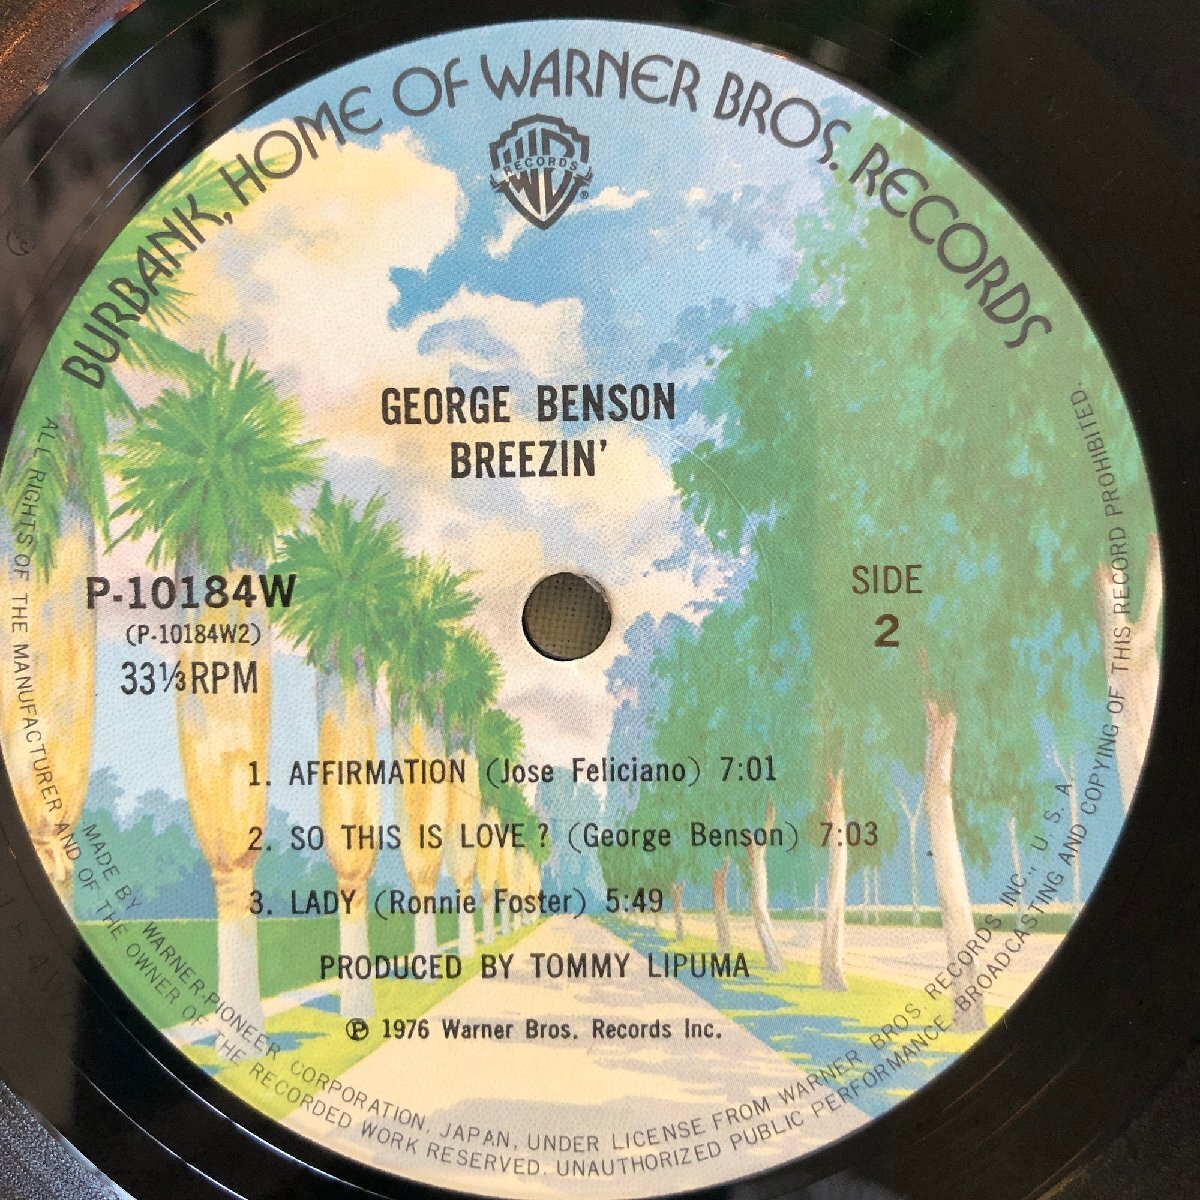 BURBANK, HOME OF WARNER BROS. RECORDS
WB
RECORDS
®
GEORGE BENSON
BREEZIN'
P-10184W
(P-10184W2)
33⅓RPM
SIDE
2
1. AFFIRMATION (Jose Feliciano) 7:01
2. SO THIS IS LOVE ? (George Benson) 7:03
3. LADY (Ronnie Foster) 5:49
PRODUCED BY TOMMY LIPUMA
℗ 1976 Warner Bros. Records Inc.
MADE BY WARNER-PIONEER CORPORATION, JAPAN, UNDER LICENSE FROM WARNER BROS. RECORDS INC., U. S. A.
ALL RIGHTS OF THE MANUFACTURER AND OF THE OWNER OF THE RECORDED WORK RESERVED. UNAUTHORIZED PUBLIC PERFORMANCE, BROADCASTING AND COPYING OF THIS RECORD PROHIBITED.